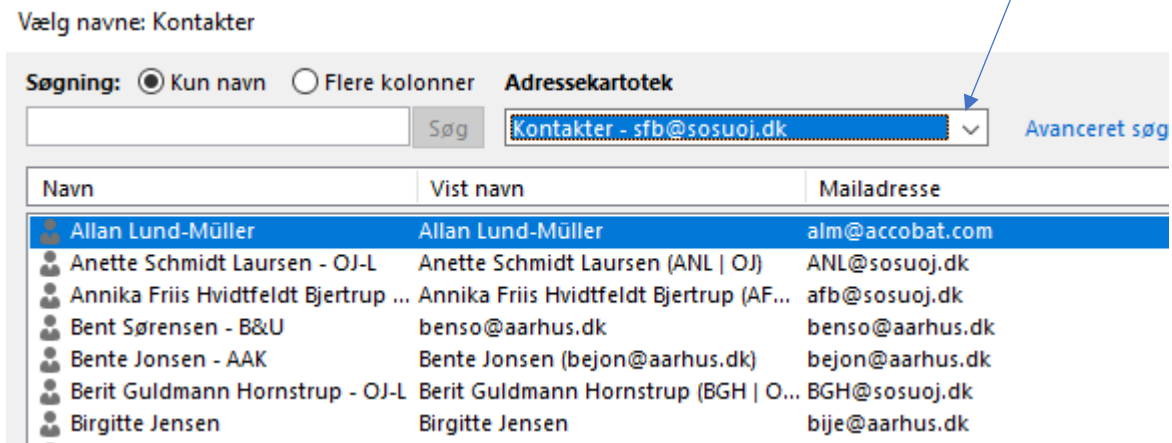 Vælg navne: Kontakter
Søgning: Kun navn Flere kolonner Adressekartotek
Søg Kontakter - sfb@sosuoj.dk Avanceret søg
Navn Vist navn Mailadresse
Allan Lund-Müller Allan Lund-Müller alm@accobat.com
Anette Schmidt Laursen - OJ-L Anette Schmidt Laursen (ANL | OJ) ANL@sosuoj.dk
Annika Friis Hvidtfeldt Bjertrup ... Annika Friis Hvidtfeldt Bjertrup (AF... afb@sosuoj.dk
Bent Sørensen - B&U benso@aarhus.dk benso@aarhus.dk
Bente Jonsen - AAK Bente Jonsen (bejon@aarhus.dk) bejon@aarhus.dk
Berit Guldmann Hornstrup - OJ-L Berit Guldmann Hornstrup (BGH | O... BGH@sosuoj.dk
Birgitte Jensen Birgitte Jensen bije@aarhus.dk